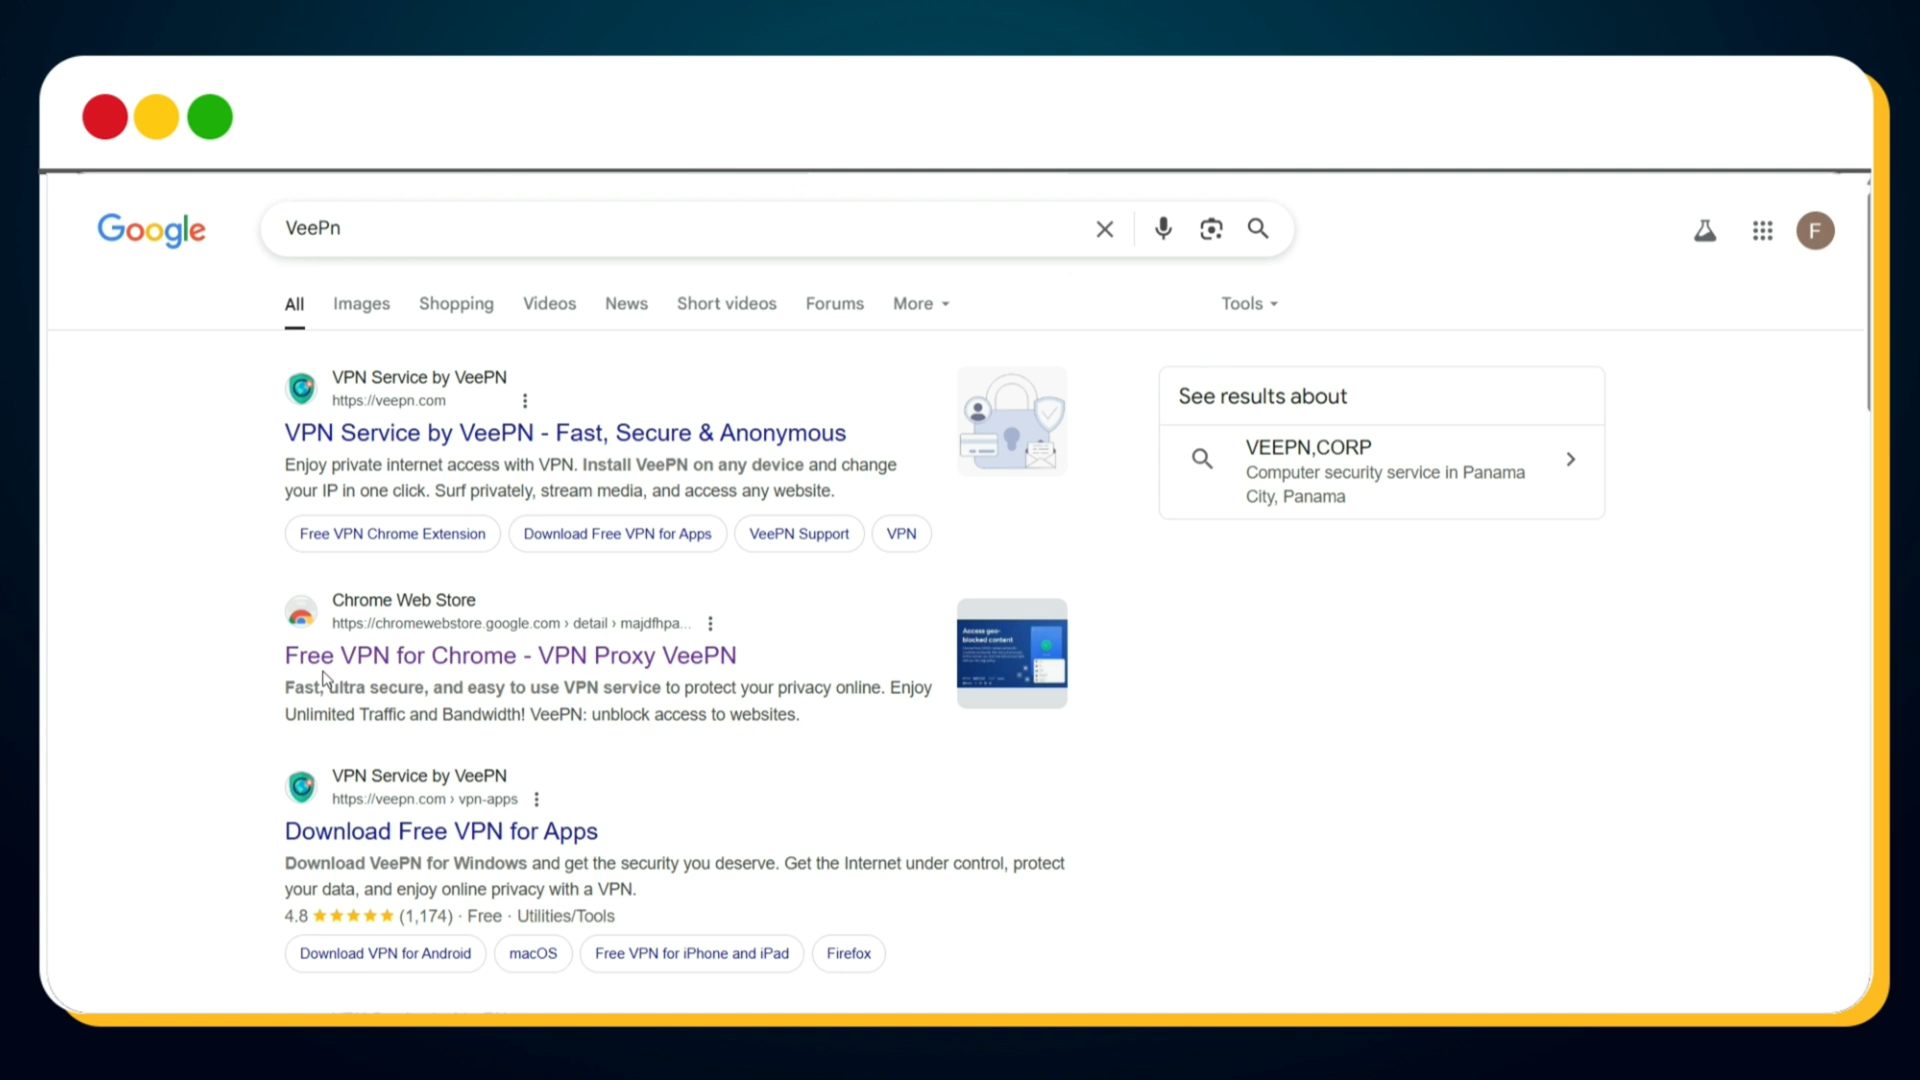 Google
VeePn
F
All
Images
Shopping
Videos
News
Short videos
Forums
More
Tools
VPN Service by VeePN
https://veepn.com
VPN Service by VeePN - Fast, Secure & Anonymous
Enjoy private internet access with VPN. Install VeePN on any device and change
your IP in one click. Surf privately, stream media, and access any website.
Free VPN Chrome Extension
Download Free VPN for Apps
VeePN Support
VPN
See results about
VEEPN,CORP
Computer security service in Panama
City, Panama
Chrome Web Store
https://chromewebstore.google.com › detail › majdfhpa...
Free VPN for Chrome - VPN Proxy VeePN
Fast, ultra secure, and easy to use VPN service to protect your privacy online. Enjoy
Unlimited Traffic and Bandwidth! VeePN: unblock access to websites.
Access geo-
blocked content
VPN Service by VeePN
https://veepn.com › vpn-apps
Download Free VPN for Apps
Download VeePN for Windows and get the security you deserve. Get the Internet under control, protect
your data, and enjoy online privacy with a VPN.
4.8 ★★★★★ (1,174) · Free · Utilities/Tools
Download VPN for Android
macOS
Free VPN for iPhone and iPad
Firefox